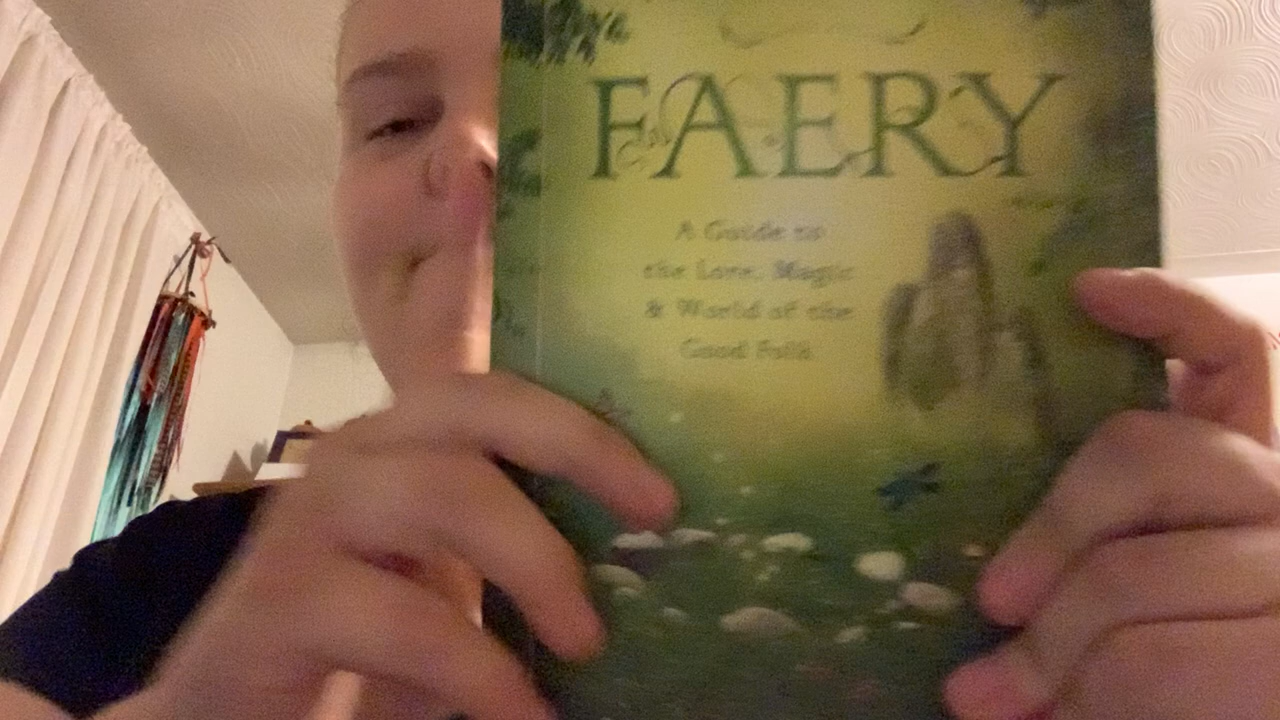 FAERY
A Guide to
the Lore, Magic
& World of the
Good Folk